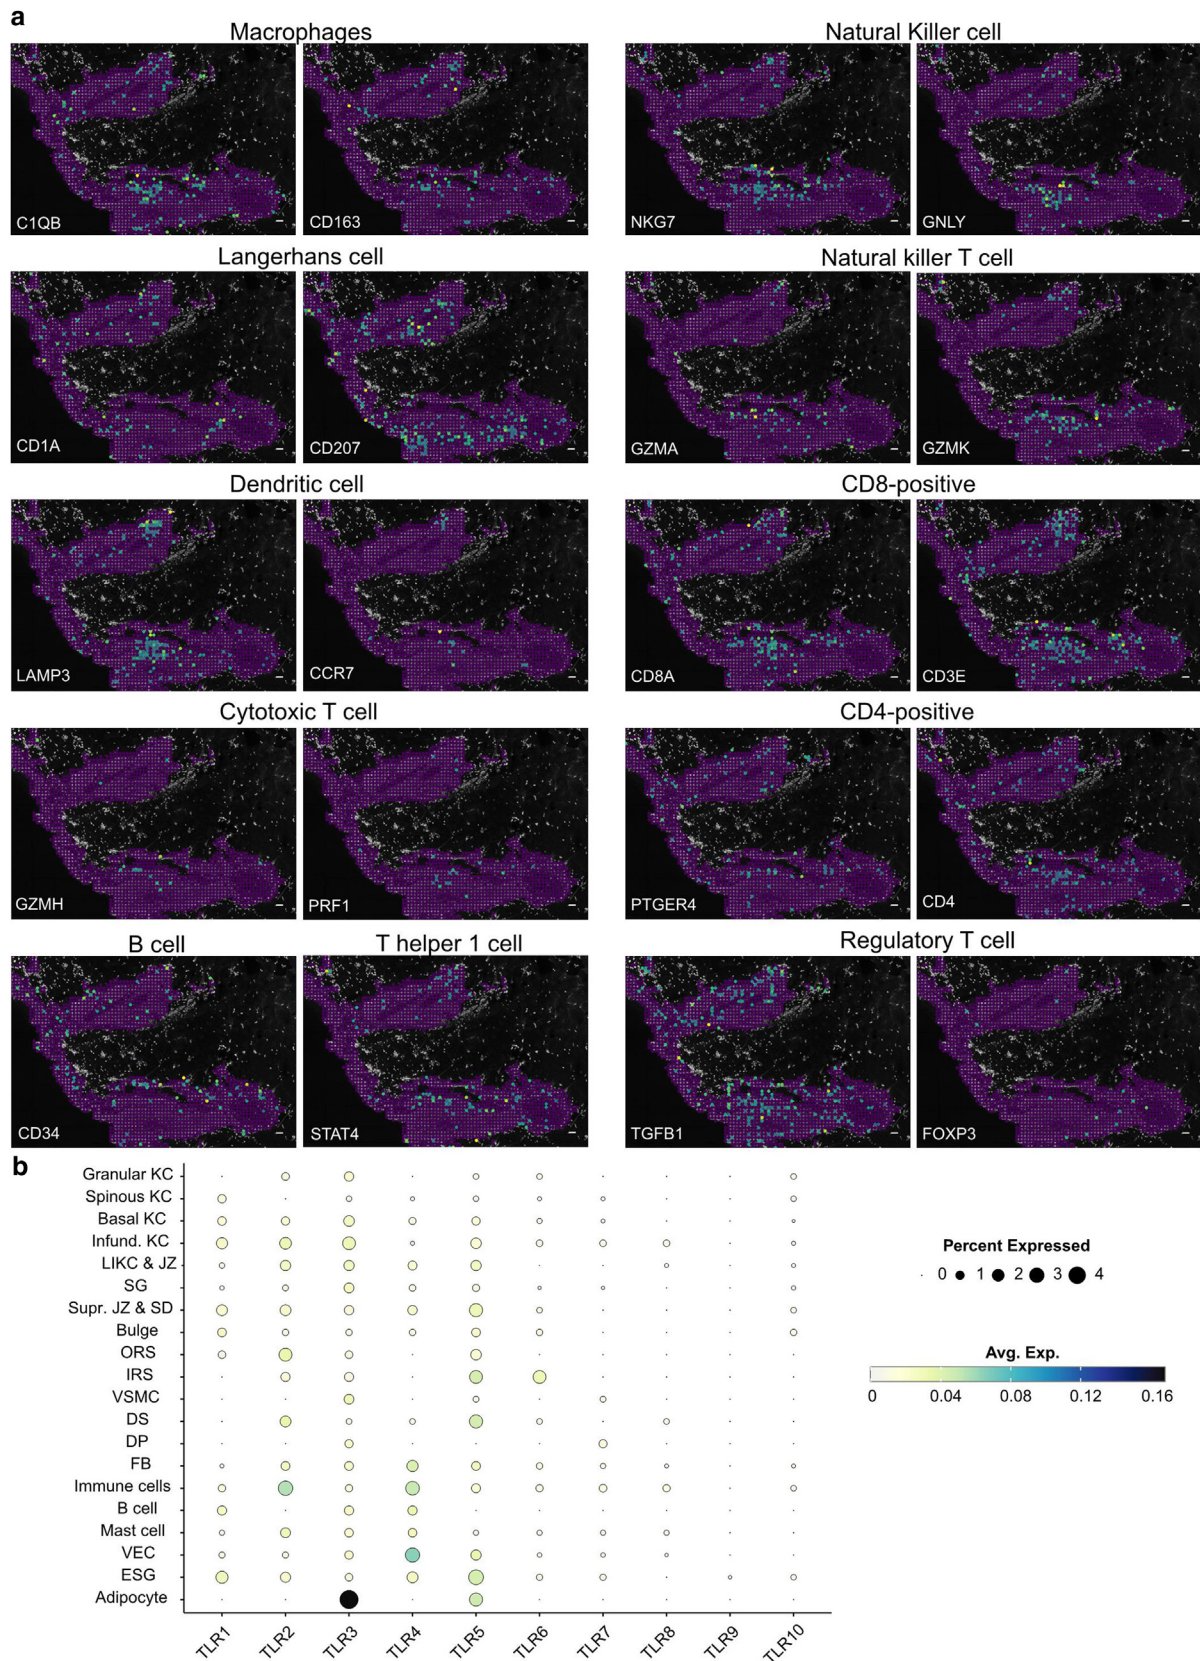 a
Macrophages
Natural Killer cell
C1QB
CD163
NKG7
GNLY
Langerhans cell
Natural killer T cell
CD1A
CD207
GZMA
GZMK
Dendritic cell
CD8-positive
LAMP3
CCR7
CD8A
CD3E
Cytotoxic T cell
CD4-positive
GZMH
PRF1
PTGER4
CD4
B cell
T helper 1 cell
Regulatory T cell
CD34
STAT4
TGFB1
FOXP3
b
Granular KC
Spinous KC
Basal KC
Infund. KC
LIKC & JZ
SG
Supr. JZ & SD
Bulge
ORS
IRS
VSMC
DS
DP
FB
Immune cells
B cell
Mast cell
VEC
ESG
Adipocyte
TLR1
TLR2
TLR3
TLR4
TLR5
TLR6
TLR7
TLR8
TLR9
TLR10
Percent Expressed
0 1 2 3 4
Avg. Exp.
0 0.04 0.08 0.12 0.16